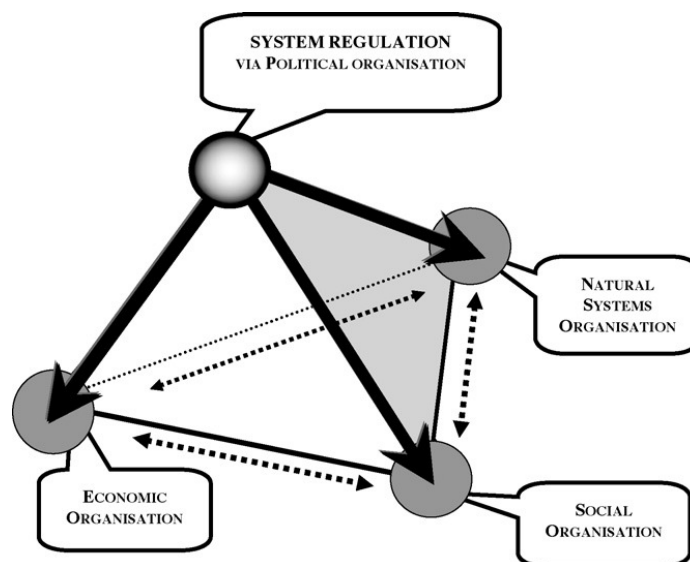 SYSTEM REGULATION
VIA POLITICAL ORGANISATION
NATURAL
SYSTEMS
ORGANISATION
ECONOMIC
ORGANISATION
SOCIAL
ORGANISATION